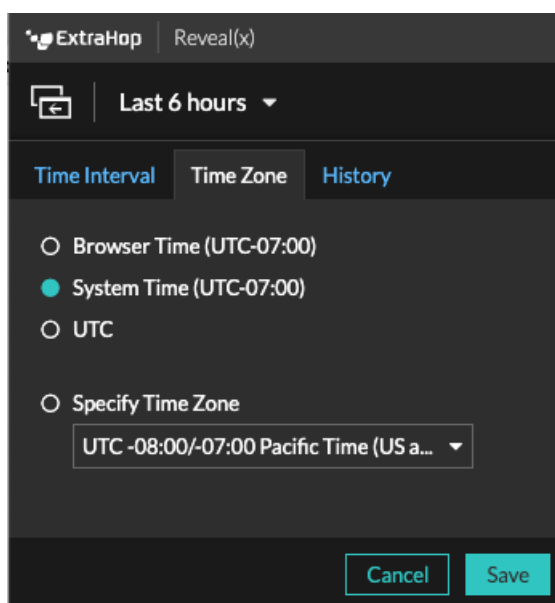 ExtraHop Reveal(x)
Last 6 hours
Time Interval Time Zone History
Browser Time (UTC-07:00)
System Time (UTC-07:00)
UTC
Specify Time Zone
UTC -08:00/-07:00 Pacific Time (US a...
Cancel Save